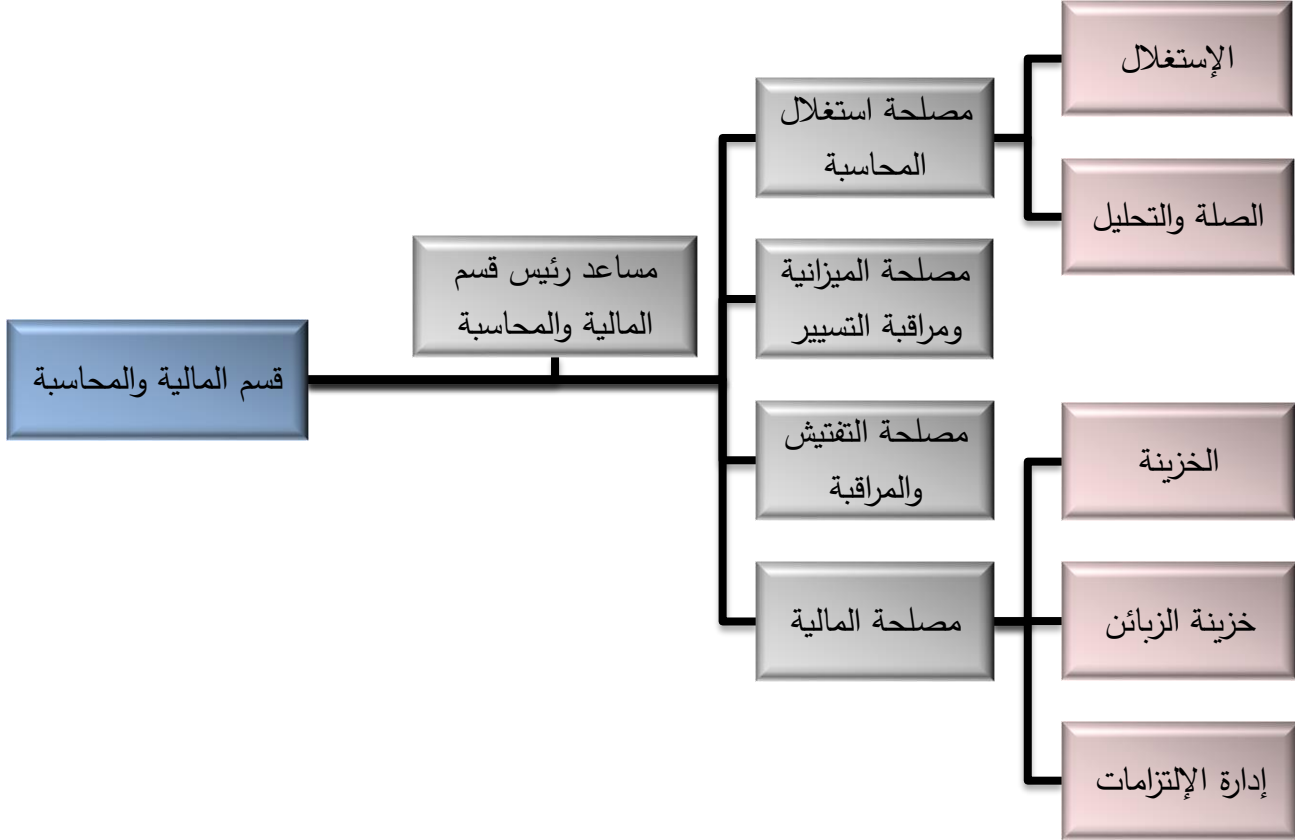 قسم المالية والمحاسبة
مساعد رئيس قسم
المالية والمحاسبة
مصلحة استغلال
المحاسبة
الإستغلال
الصلة والتحليل
مصلحة الميزانية
ومراقبة التسيير
مصلحة التفتيش
والمراقبة
مصلحة المالية
الخزينة
خزينة الزبائن
إدارة الإلتزامات